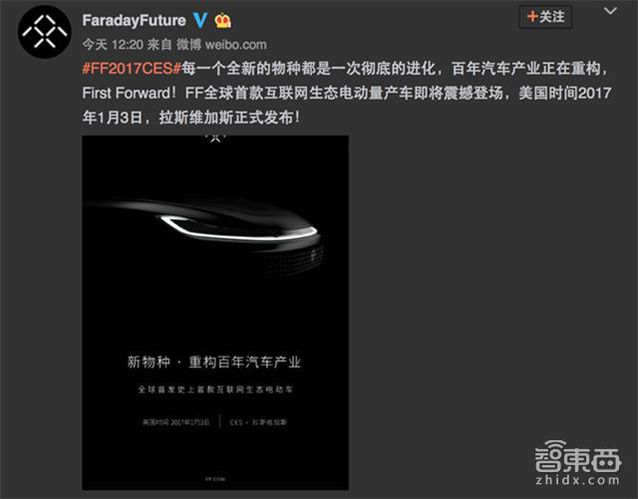 FaradayFuture V
+关注
今天 12:20 来自 微博 weibo.com
#FF2017CES#每一个全新的物种都是一次彻底的进化，百年汽车产业正在重构，
First Forward！FF全球首款互联网生态电动量产车即将震撼登场，美国时间2017
年1月3日，拉斯维加斯正式发布！
新物种 · 重构百年汽车产业
全球首发史上首款互联网生态电动车
美国时间 2017年1月3日 | CES · 拉斯维加斯
FF.COM
智東西
zhidx.com